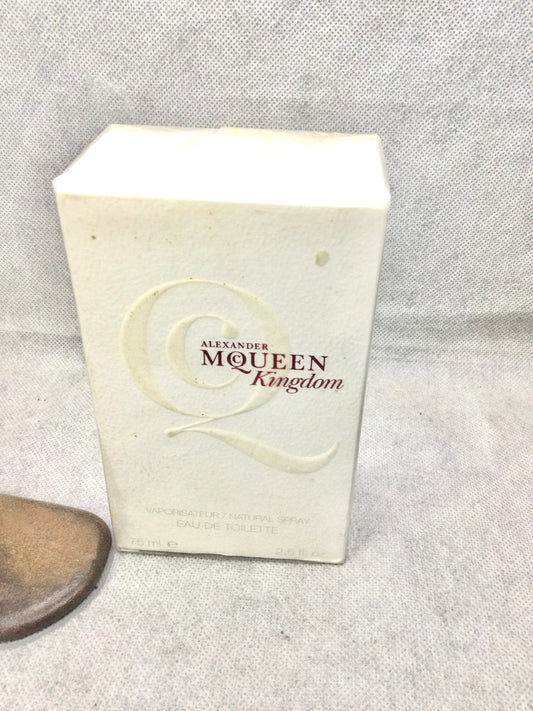 ALEXANDER
McQUEEN
Kingdom
VAPORISATEUR / NATURAL SPRAY
EAU DE TOILETTE
75 ml ℮ 2.5 fl. oz